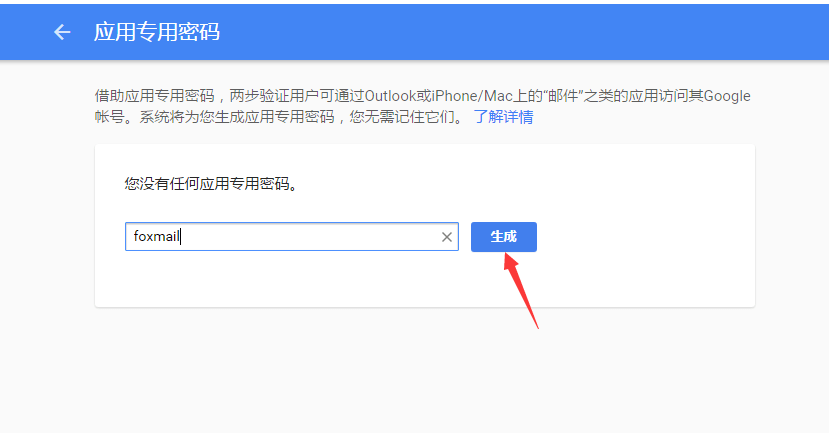 应用专用密码
借助应用专用密码，两步验证用户可通过Outlook或iPhone/Mac上的“邮件”之类的应用访问其Google
帐号。系统将为您生成应用专用密码，您无需记住它们。 了解详情
您没有任何应用专用密码。
foxmail
生成